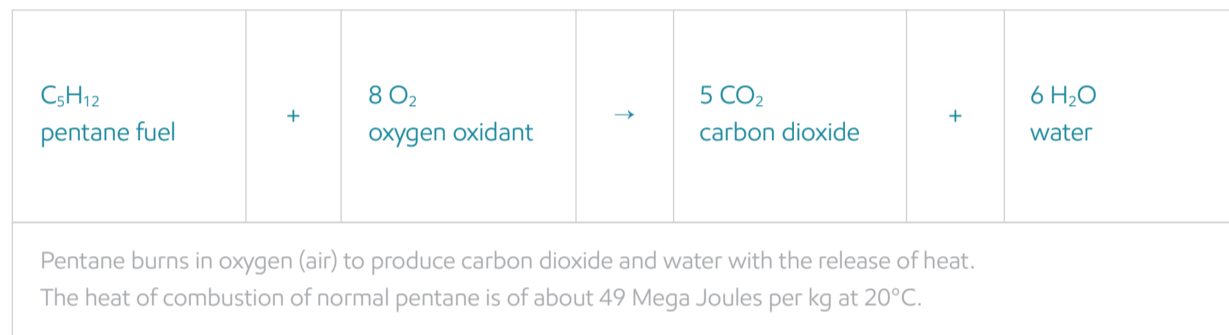 C₅H₁₂
pentane fuel
+
8 O₂
oxygen oxidant
→
5 CO₂
carbon dioxide
+
6 H₂O
water
Pentane burns in oxygen (air) to produce carbon dioxide and water with the release of heat.
The heat of combustion of normal pentane is of about 49 Mega Joules per kg at 20°C.